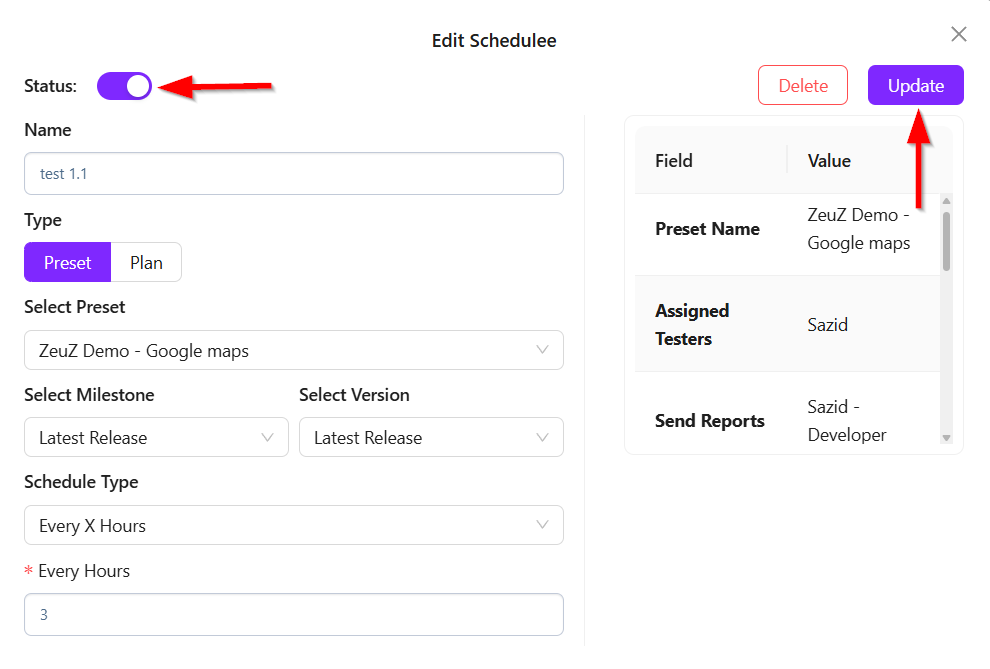 Edit Schedulee
Status:
Delete
Update
Name
test 1.1
Type
Preset
Plan
Select Preset
ZeuZ Demo - Google maps
Select Milestone
Select Version
Latest Release
Latest Release
Schedule Type
Every X Hours
* Every Hours
3
Field
Value
Preset Name
ZeuZ Demo -
Google maps
Assigned
Testers
Sazid
Send Reports
Sazid -
Developer